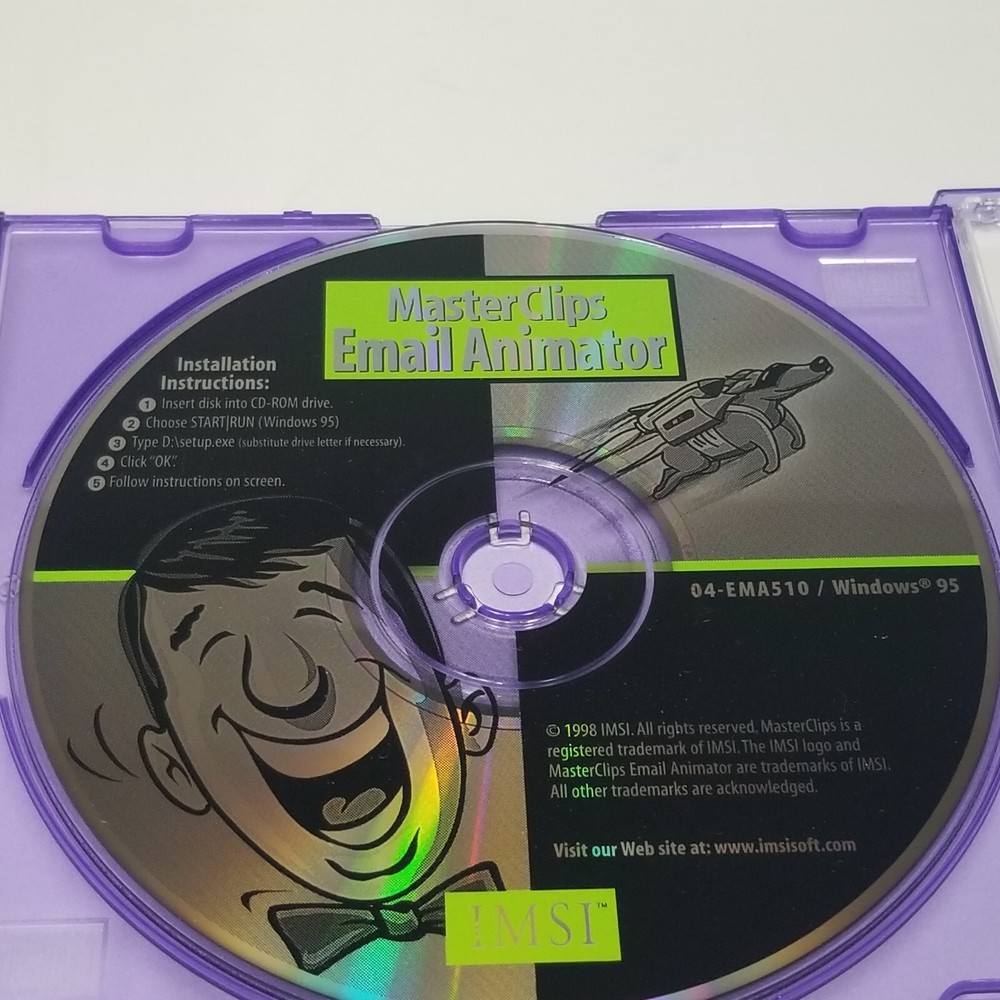 MasterClips
Email Animator
Installation
Instructions:
1 Insert disk into CD-ROM drive.
2 Choose START|RUN (Windows 95)
3 Type D:\setup.exe (substitute drive letter if necessary).
4 Click "OK".
5 Follow instructions on screen.
04-EMA510 / Windows® 95
© 1998 IMSI. All rights reserved. MasterClips is a
registered trademark of IMSI. The IMSI logo and
MasterClips Email Animator are trademarks of IMSI.
All other trademarks are acknowledged.
Visit our Web site at: www.imsisoft.com
IMSI™